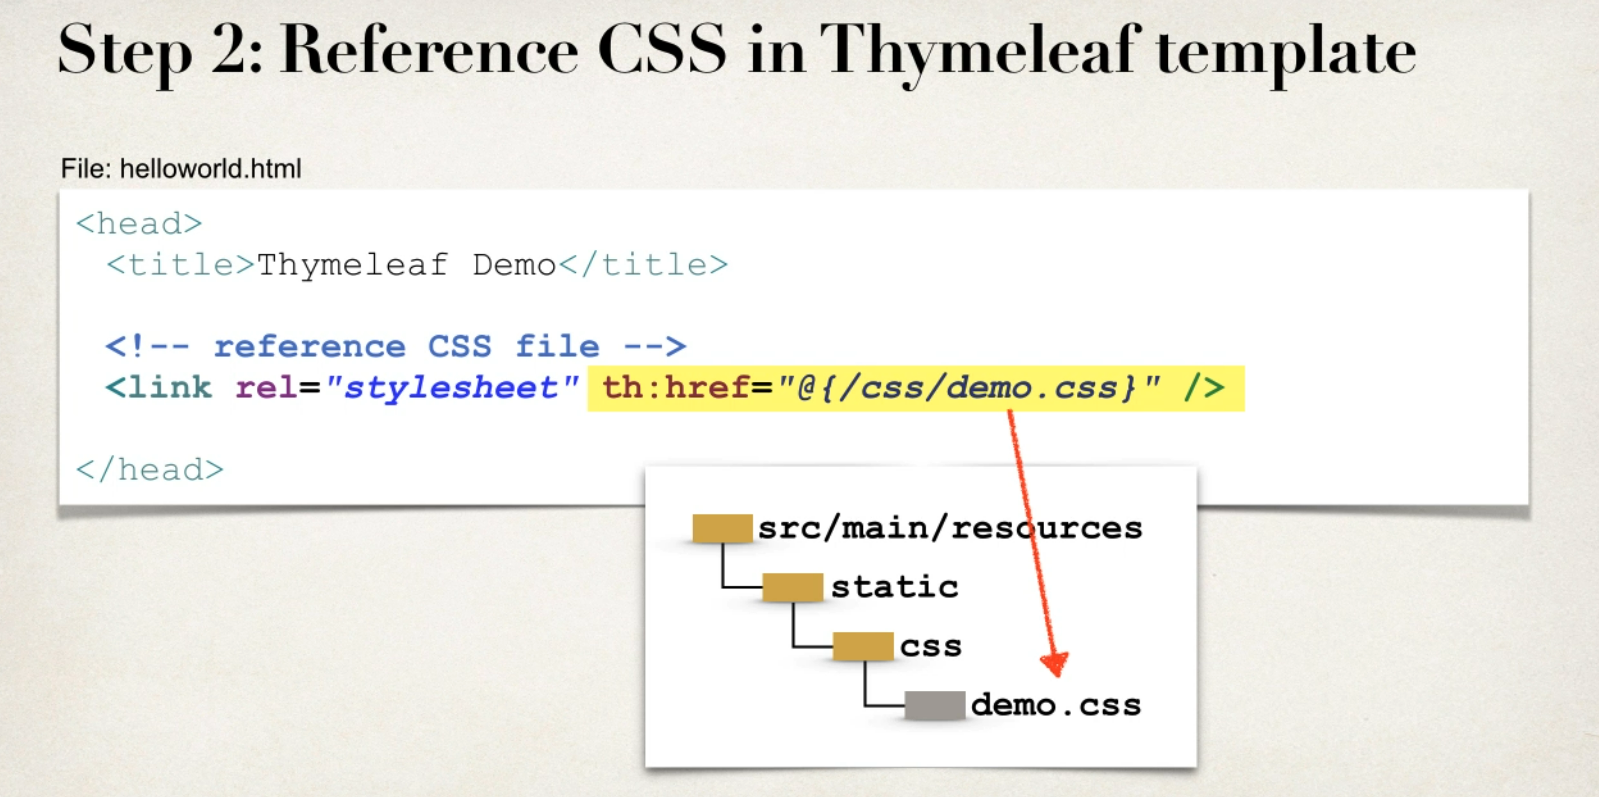 Step 2: Reference CSS in Thymeleaf template
File: helloworld.html
<head>
<title>Thymeleaf Demo</title>
<!-- reference CSS file -->
<link rel="stylesheet" th:href="@{/css/demo.css}" />
</head>
src/main/resources
static
css
demo.css